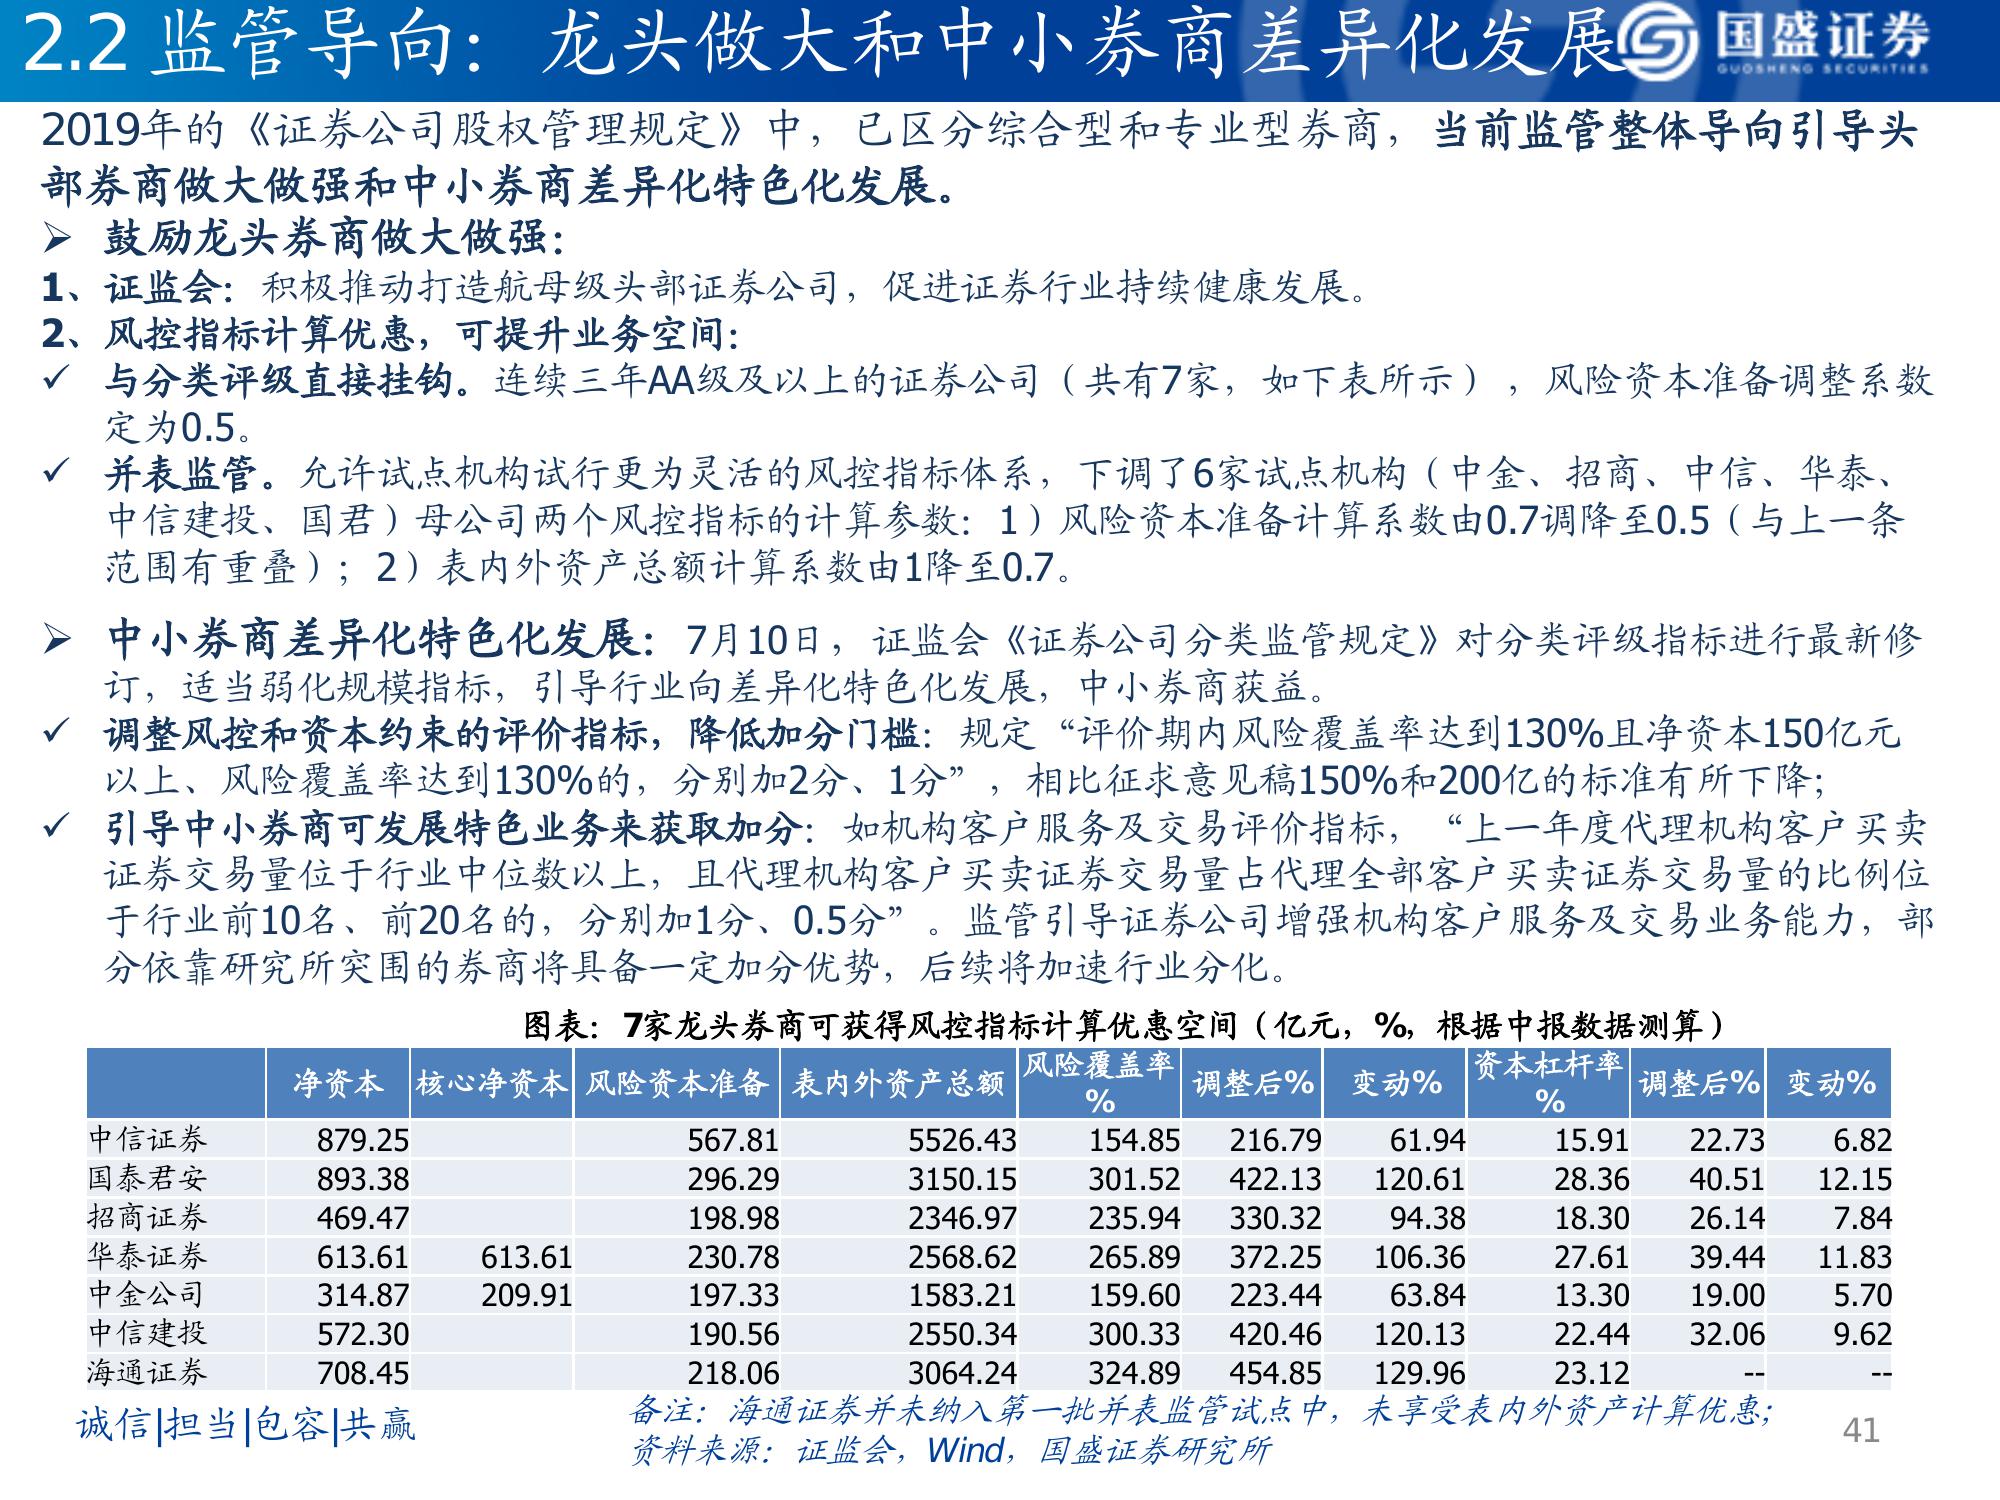 2.2 监管导向：龙头做大和中小券商差异化发展
国盛证券
GUOSHENG SECURITIES
2019年的《证券公司股权管理规定》中，已区分综合型和专业型券商，当前监管整体导向引导头
部券商做大做强和中小券商差异化特色化发展。
➢ 鼓励龙头券商做大做强：
1、证监会：积极推动打造航母级头部证券公司，促进证券行业持续健康发展。
2、风控指标计算优惠，可提升业务空间：
✓ 与分类评级直接挂钩。连续三年AA级及以上的证券公司（共有7家，如下表所示），风险资本准备调整系数
定为0.5。
✓ 并表监管。允许试点机构试行更为灵活的风控指标体系，下调了6家试点机构（中金、招商、中信、华泰、
中信建投、国君）母公司两个风控指标的计算参数：1）风险资本准备计算系数由0.7调降至0.5（与上一条
范围有重叠）；2）表内外资产总额计算系数由1降至0.7。
➢ 中小券商差异化特色化发展：7月10日，证监会《证券公司分类监管规定》对分类评级指标进行最新修
订，适当弱化规模指标，引导行业向差异化特色化发展，中小券商获益。
✓ 调整风控和资本约束的评价指标，降低加分门槛：规定“评价期内风险覆盖率达到130%且净资本150亿元
以上、风险覆盖率达到130%的，分别加2分、1分”，相比征求意见稿150%和200亿的标准有所下降；
✓ 引导中小券商可发展特色业务来获取加分：如机构客户服务及交易评价指标，“上一年度代理机构客户买卖
证券交易量位于行业中位数以上，且代理机构客户买卖证券交易量占代理全部客户买卖证券交易量的比例位
于行业前10名、前20名的，分别加1分、0.5分”。监管引导证券公司增强机构客户服务及交易业务能力，部
分依靠研究所突围的券商将具备一定加分优势，后续将加速行业分化。
图表：7家龙头券商可获得风控指标计算优惠空间（亿元，%，根据中报数据测算）
净资本 核心净资本 风险资本准备 表内外资产总额 风险覆盖率% 调整后% 变动% 资本杠杆率% 调整后% 变动%
中信证券 879.25 567.81 5526.43 154.85 216.79 61.94 15.91 22.73 6.82
国泰君安 893.38 296.29 3150.15 301.52 422.13 120.61 28.36 40.51 12.15
招商证券 469.47 198.98 2346.97 235.94 330.32 94.38 18.30 26.14 7.84
华泰证券 613.61 613.61 230.78 2568.62 265.89 372.25 106.36 27.61 39.44 11.83
中金公司 314.87 209.91 197.33 1583.21 159.60 223.44 63.84 13.30 19.00 5.70
中信建投 572.30 190.56 2550.34 300.33 420.46 120.13 22.44 32.06 9.62
海通证券 708.45 218.06 3064.24 324.89 454.85 129.96 23.12 -- --
备注：海通证券并未纳入第一批并表监管试点中，未享受表内外资产计算优惠；
资料来源：证监会，Wind，国盛证券研究所
诚信|担当|包容|共赢
41